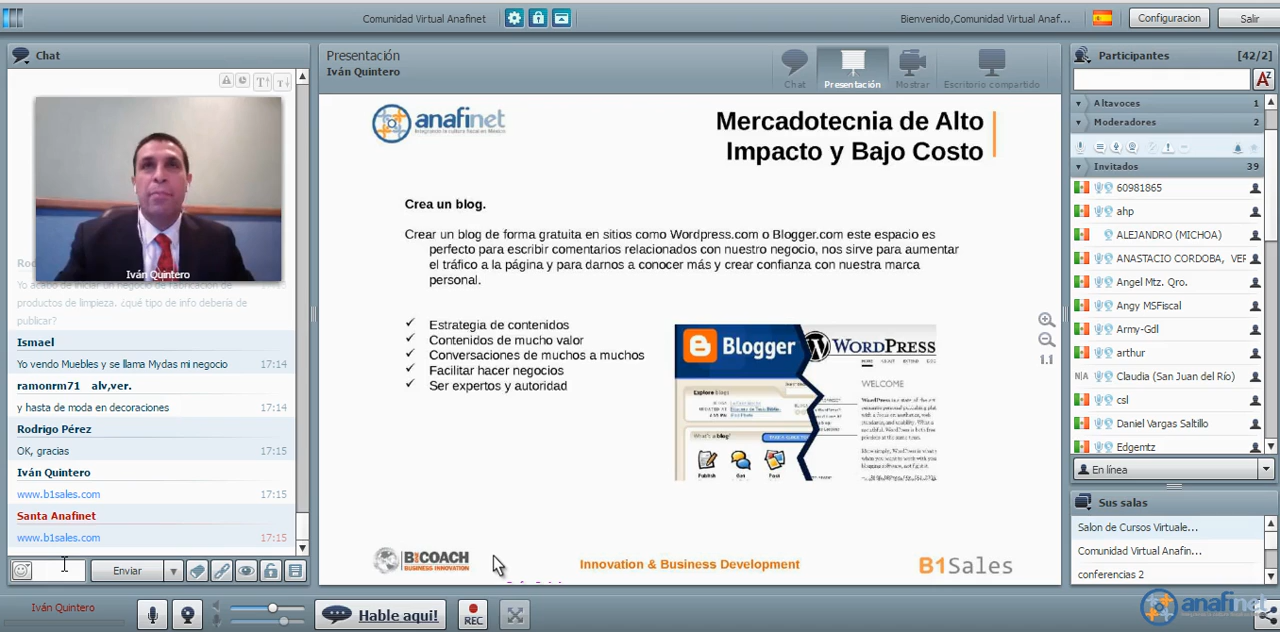 Comunidad Virtual Anafinet
Bienvenido,Comunidad Virtual Anaf...
Configuracion
Salir
Chat
Iván Quintero
Yo acabo de iniciar un negocio de fabricación de
productos de limpieza. ¿qué tipo de info debería de
publicar?
Ismael
Yo vendo Muebles y se llama Mydas mi negocio 17:14
ramonrm71 alv,ver.
y hasta de moda en decoraciones 17:14
Rodrigo Pérez
OK, gracias 17:15
Iván Quintero
www.b1sales.com 17:15
Santa Anafinet
www.b1sales.com 17:15
Enviar
Presentación
Iván Quintero
Chat
Presentación
Mostrar
Escritorio compartido
anafinet
Mercadotecnia de Alto
Impacto y Bajo Costo
Crea un blog.
Crear un blog de forma gratuita en sitios como Wordpress.com o Blogger.com este espacio es
perfecto para escribir comentarios relacionados con nuestro negocio, nos sirve para aumentar
el tráfico a la página y para darnos a conocer más y crear confianza con nuestra marca
personal.
✓ Estrategia de contenidos
✓ Contenidos de mucho valor
✓ Conversaciones de muchos a muchos
✓ Facilitar hacer negocios
✓ Ser expertos y autoridad
Blogger
WORDPRESS
WELCOME
Explore blogs
What's a blog?
Publish
B1COACH
BUSINESS INNOVATION
Innovation & Business Development
B1Sales
1.1
Participantes [42/2]
Altavoces 1
Moderadores 2
Invitados 39
60981865
ahp
ALEJANDRO (MICHOA)
ANASTACIO CORDOBA, VER
Angel Mtz. Qro.
Angy MSFiscal
Army-Gdl
arthur
N/A Claudia (San Juan del Río)
csl
Daniel Vargas Saltillo
Edgemtz
En línea
Sus salas
Salon de Cursos Virtuale...
Comunidad Virtual Anafin...
conferencias 2
Iván Quintero
Hable aqui!
REC
anafinet